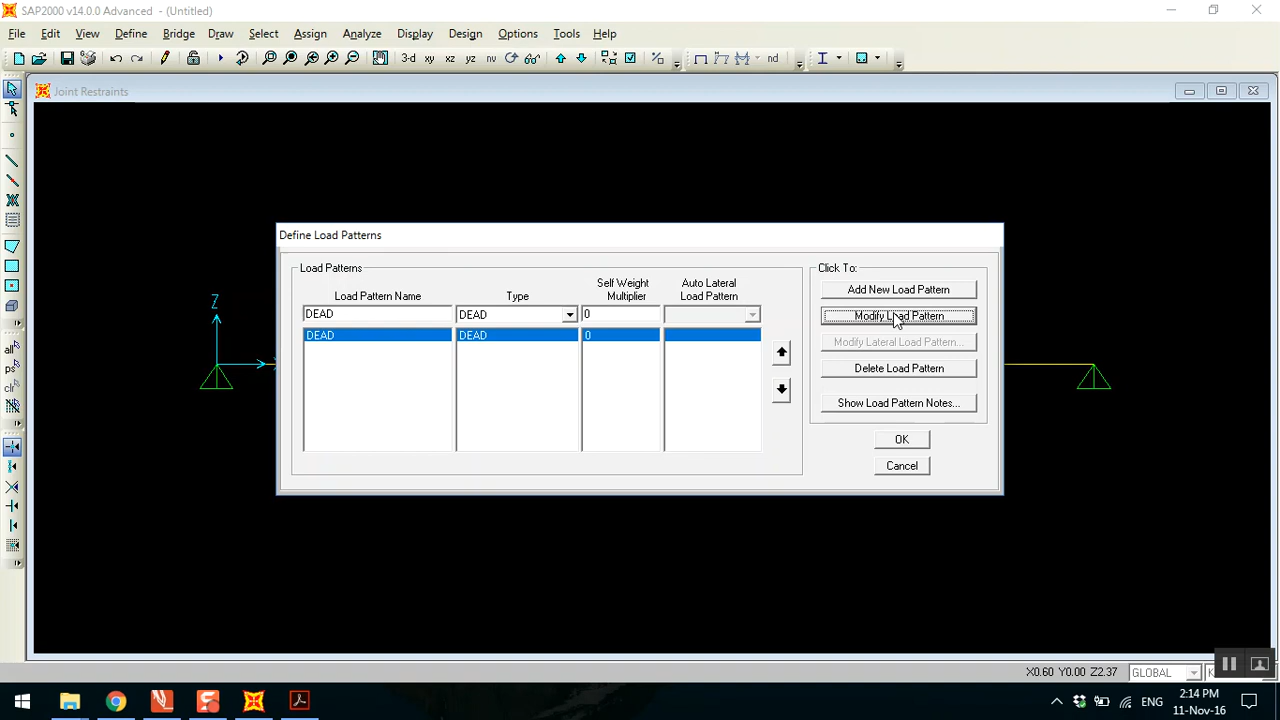 SAP2000 v14.0.0 Advanced - (Untitled)
File Edit View Define Bridge Draw Select Assign Analyze Display Design Options Tools Help
3-d xy xz yz nv nd
Joint Restraints
Define Load Patterns
Load Patterns
Click To:
Load Pattern Name Type Self Weight Multiplier Auto Lateral Load Pattern
DEAD DEAD 0
DEAD DEAD 0
Add New Load Pattern
Modify Load Pattern
Modify Lateral Load Pattern...
Delete Load Pattern
Show Load Pattern Notes...
OK
Cancel
Z
all
ps
clr
X0.60 Y0.00 Z2.37 GLOBAL
ENG
2:14 PM
11-Nov-16